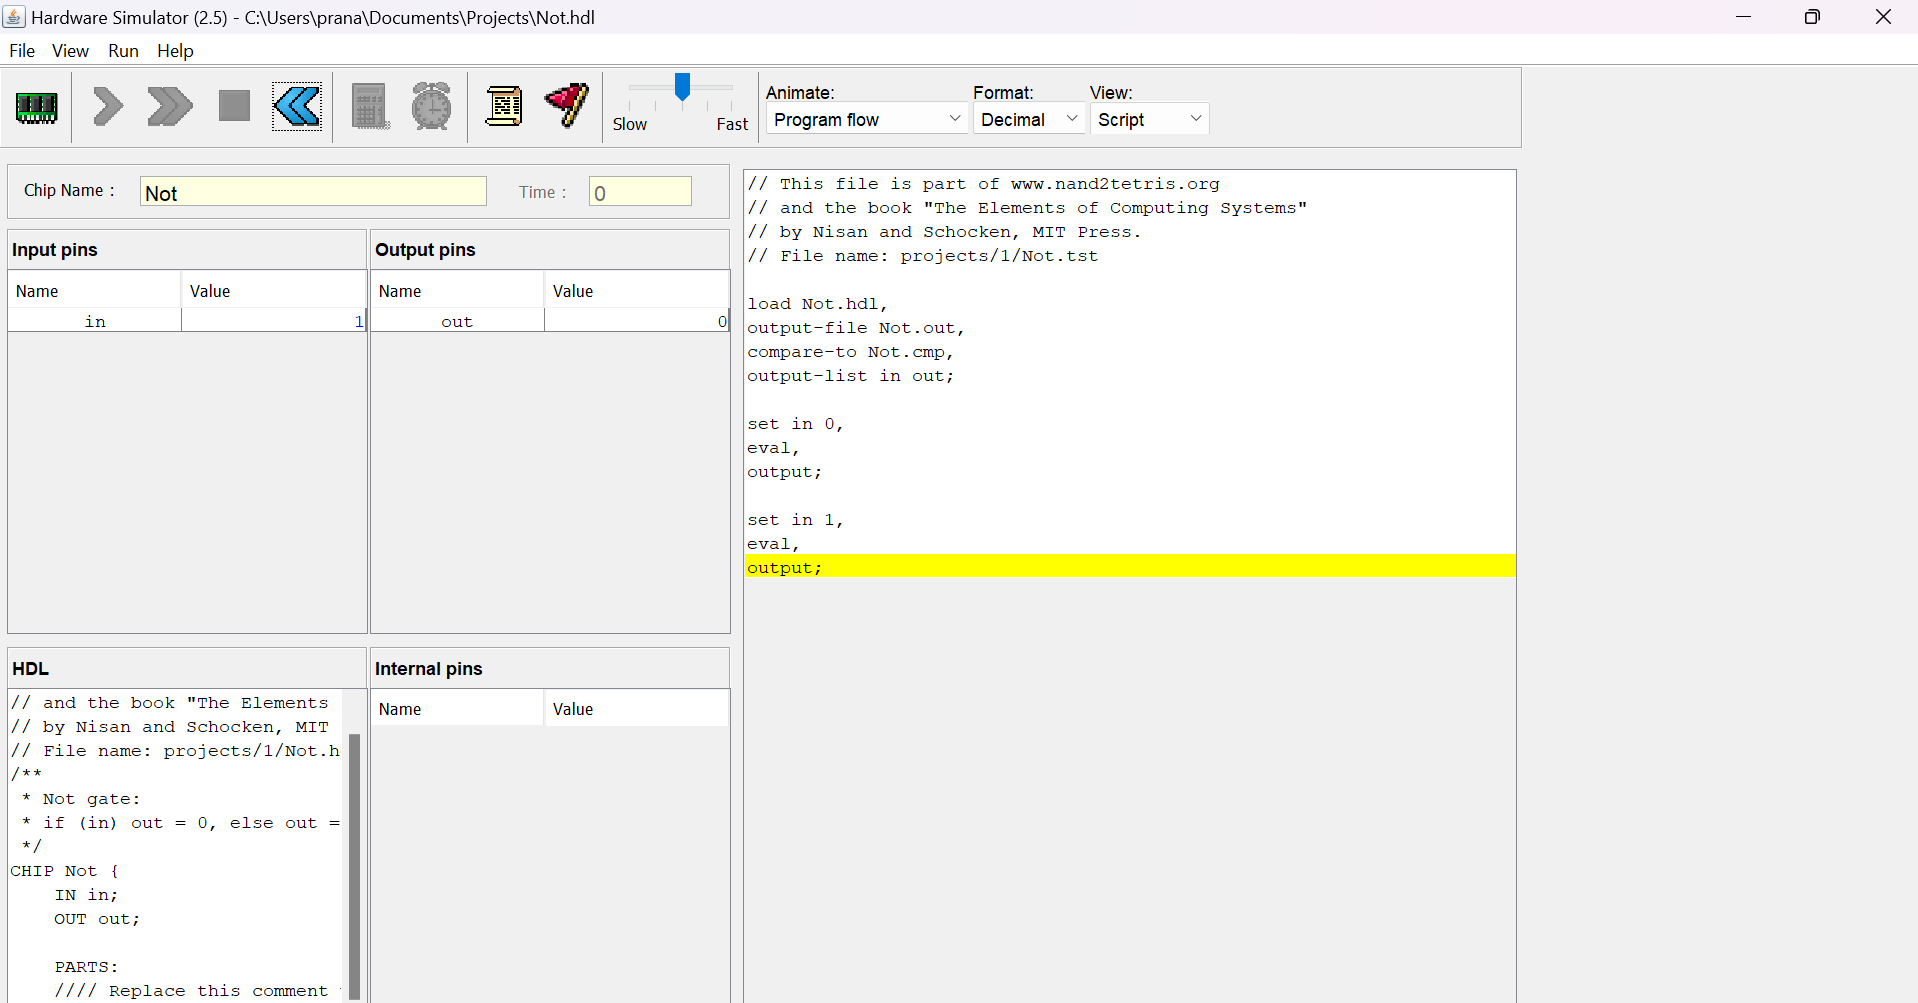 Hardware Simulator (2.5) - C:\Users\prana\Documents\Projects\Not.hdl
File View Run Help
Slow Fast
Animate: Format: View:
Program flow Decimal Script
Chip Name : Not Time : 0
Input pins
Name Value
in 1
Output pins
Name Value
out 0
HDL
// and the book "The Elements
// by Nisan and Schocken, MIT
// File name: projects/1/Not.h
/**
* Not gate:
* if (in) out = 0, else out =
*/
CHIP Not {
IN in;
OUT out;
PARTS:
//// Replace this comment
Internal pins
Name Value
// This file is part of www.nand2tetris.org
// and the book "The Elements of Computing Systems"
// by Nisan and Schocken, MIT Press.
// File name: projects/1/Not.tst
load Not.hdl,
output-file Not.out,
compare-to Not.cmp,
output-list in out;
set in 0,
eval,
output;
set in 1,
eval,
output;